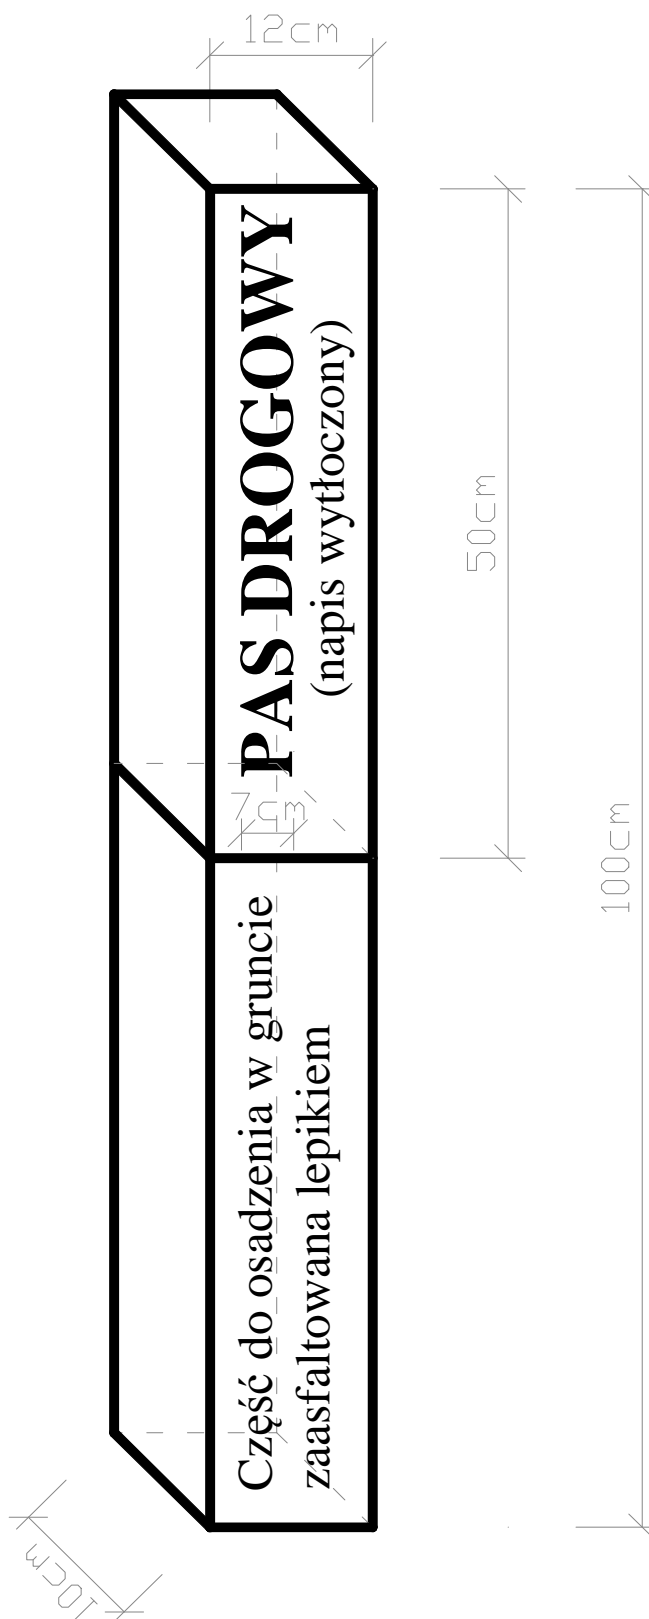 12cm
PAS DROGOWY
(napis wytłoczony)
50cm
7cm
100cm
Część do osadzenia w gruncie
zaasfaltowana lepikiem
10cm